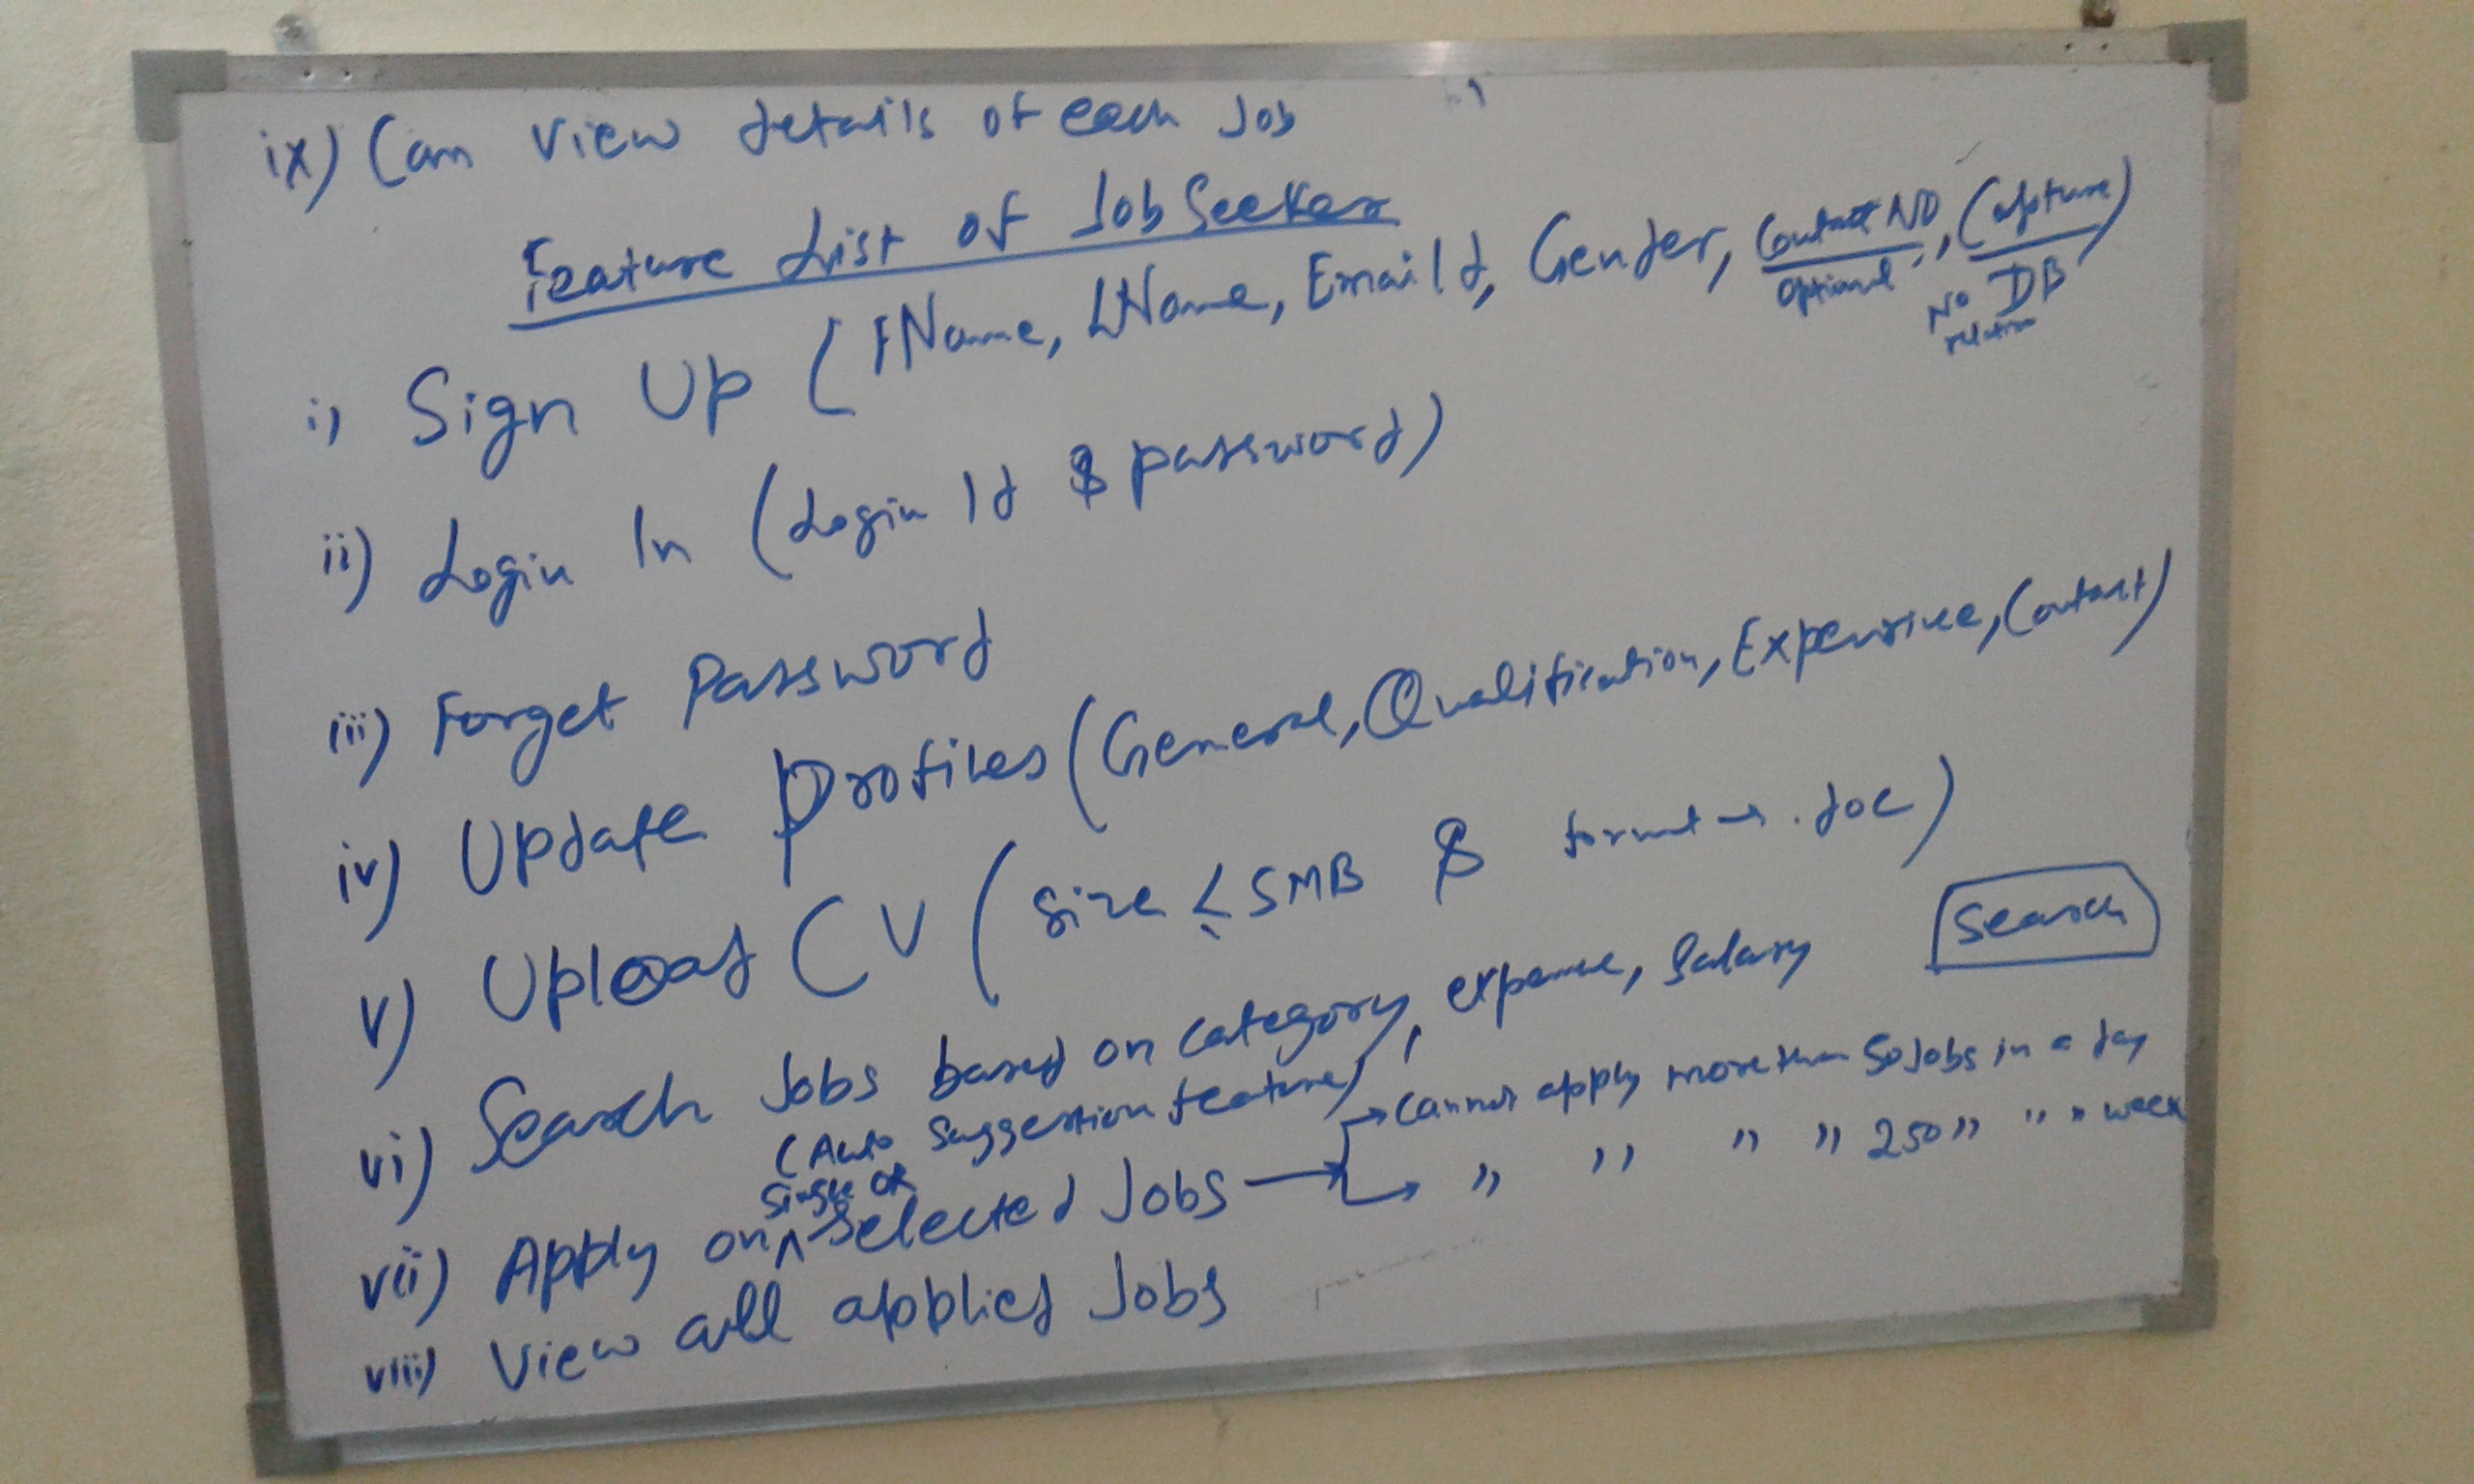 ix) Can view details of each Job
Feature List of Job Seeker
i) Sign Up (FName, LName, Email Id, Gender, Contact NO, Capture)
Optional
No DB
relation
ii) Login In (Login Id & password)
iii) Forget Password
iv) Update Profiles (General, Qualification, Experience, Contact)
v) Upload CV (size ≤ 5MB & format → .doc)
vi) Search Jobs based on category, experience, Salary
Search
(Auto Suggestion feature)
→ Cannot apply more than 50 Jobs in a day
single or
vii) Apply on ^ Selected Jobs →
→ " " " " 250 " " " week
viii) View all applied Jobs